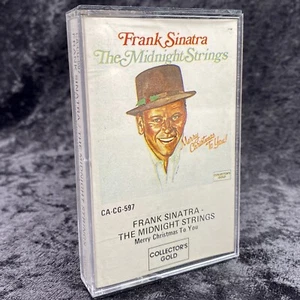 Frank Sinatra
The Midnight Strings
Merry
Christmas
To You!
CA-CG-597
FRANK SINATRA -
THE MIDNIGHT STRINGS
Merry Christmas To You
COLLECTOR'S
GOLD